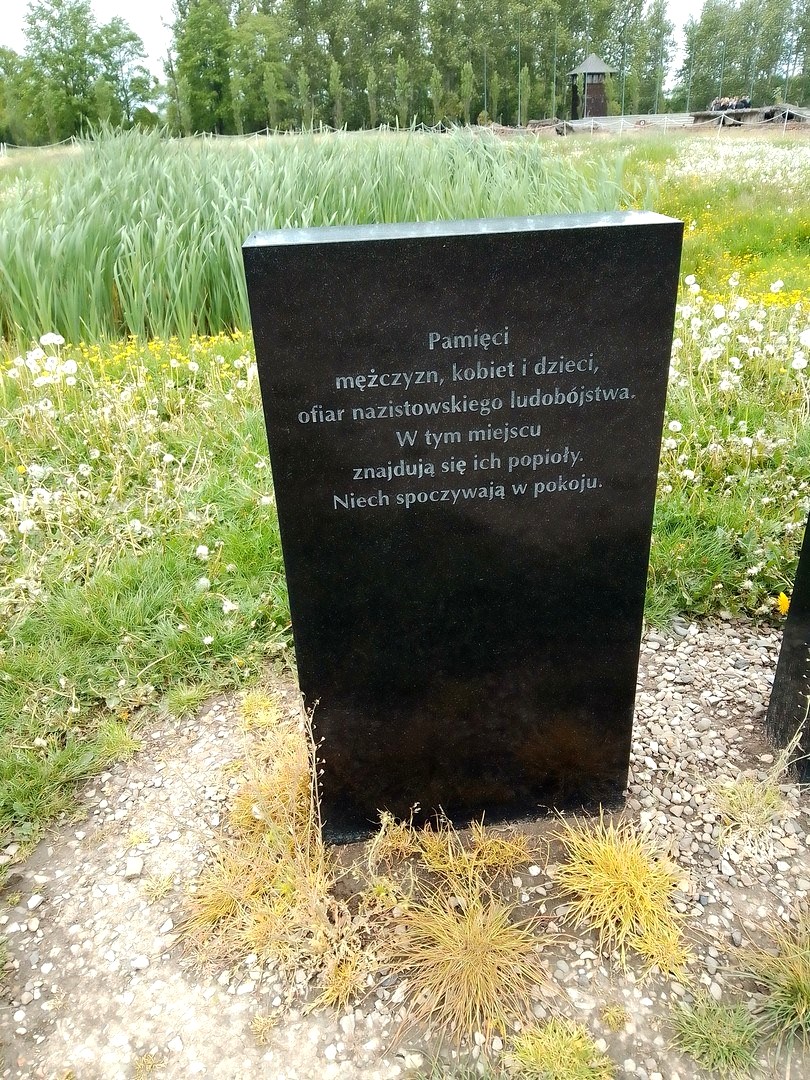 Pamięci
mężczyzn, kobiet i dzieci,
ofiar nazistowskiego ludobójstwa.
W tym miejscu
znajdują się ich popioły.
Niech spoczywają w pokoju.